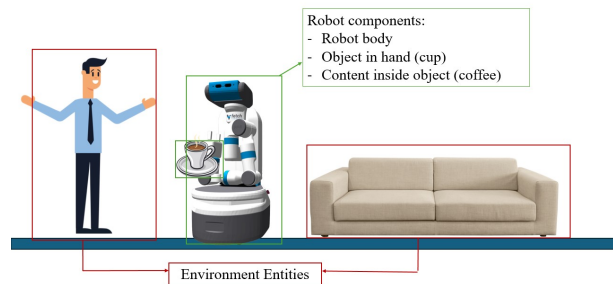 Robot components:
- Robot body
- Object in hand (cup)
- Content inside object (coffee)
Environment Entities